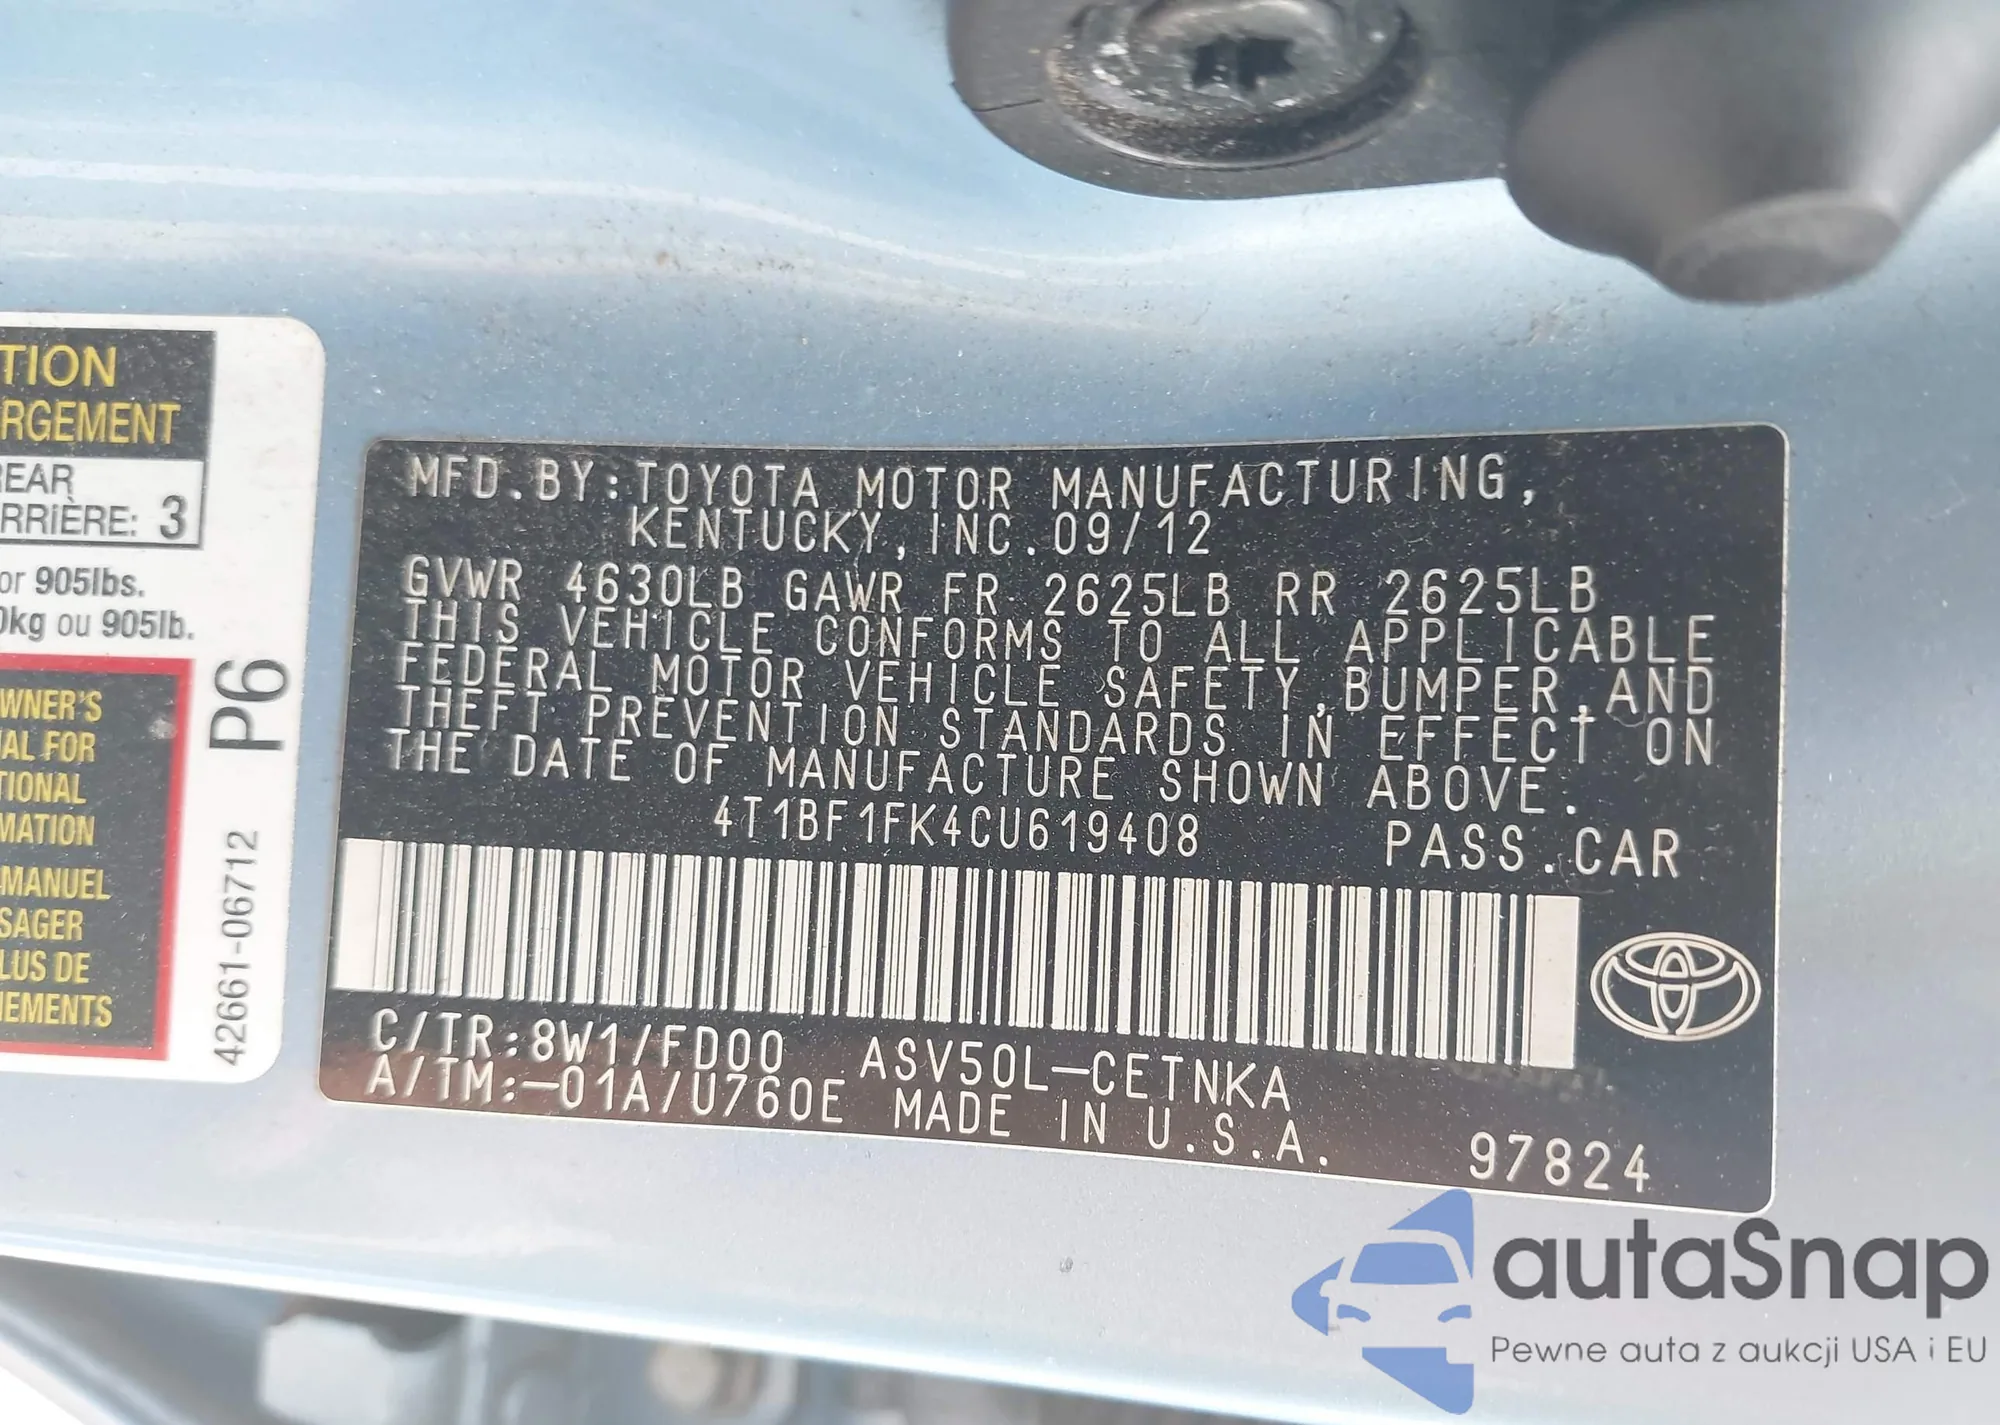 TION
RGEMENT
REAR
RRIÈRE: 3
or 905lbs.
0kg ou 905lb.
WNER'S
AL FOR
TIONAL
MATION
MANUEL
SAGER
LUS DE
NEMENTS
P6
42661-06712
MFD.BY:TOYOTA MOTOR MANUFACTURING,
KENTUCKY,INC.09/12
GVWR 4630LB GAWR FR 2625LB RR 2625LB
THIS VEHICLE CONFORMS TO ALL APPLICABLE
FEDERAL MOTOR VEHICLE SAFETY,BUMPER,AND
THEFT PREVENTION STANDARDS IN EFFECT ON
THE DATE OF MANUFACTURE SHOWN ABOVE.
4T1BF1FK4CU619408 PASS.CAR
C/TR:8W1/FD00 ASV50L-CETNKA
A/TM:-01A/U760E MADE IN U.S.A.
97824
autaSnap
Pewne auta z aukcji USA i EU